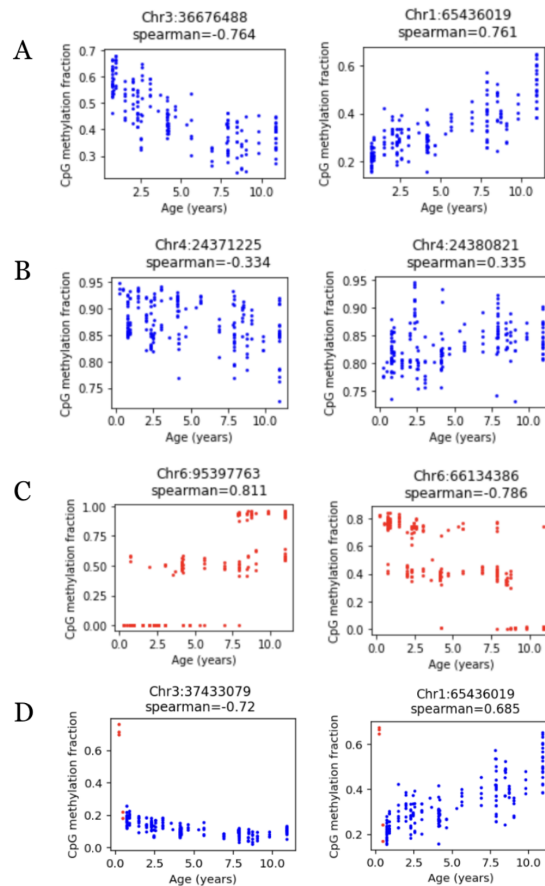 A
Chr3:36676488
spearman=-0.764
CpG methylation fraction
0.7
0.6
0.5
0.4
0.3
2.5 5.0 7.5 10.0
Age (years)
Chr1:65436019
spearman=0.761
CpG methylation fraction
0.6
0.4
0.2
2.5 5.0 7.5 10.0
Age (years)
B
Chr4:24371225
spearman=-0.334
CpG methylation fraction
0.95
0.90
0.85
0.80
0.75
0.0 2.5 5.0 7.5 10.0
Age (years)
Chr4:24380821
spearman=0.335
CpG methylation fraction
0.95
0.90
0.85
0.80
0.75
0.0 2.5 5.0 7.5 10.0
Age (years)
C
Chr6:95397763
spearman=0.811
CpG methylation fraction
1.00
0.75
0.50
0.25
0.00
0.0 2.5 5.0 7.5 10.0
Age (years)
Chr6:66134386
spearman=-0.786
CpG methylation fraction
0.8
0.6
0.4
0.2
0.0
0.0 2.5 5.0 7.5 10.0
Age (years)
D
Chr3:37433079
spearman=-0.72
CpG methylation fraction
0.6
0.4
0.2
0.0
0.0 2.5 5.0 7.5 10.0
Age (years)
Chr1:65436019
spearman=0.685
CpG methylation fraction
0.6
0.4
0.2
0.0 2.5 5.0 7.5 10.0
Age (years)